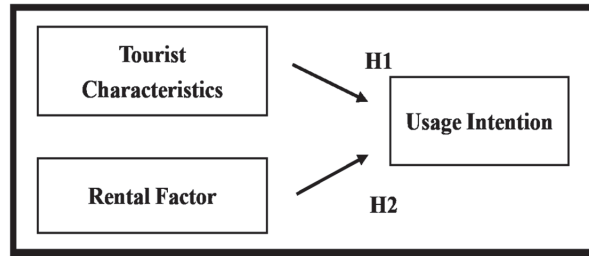 Tourist
Characteristics
H1
Usage Intention
Rental Factor
H2